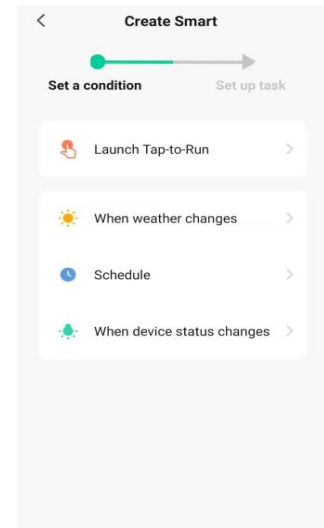 Create Smart
Set a condition
Set up task
Launch Tap-to-Run
When weather changes
Schedule
When device status changes